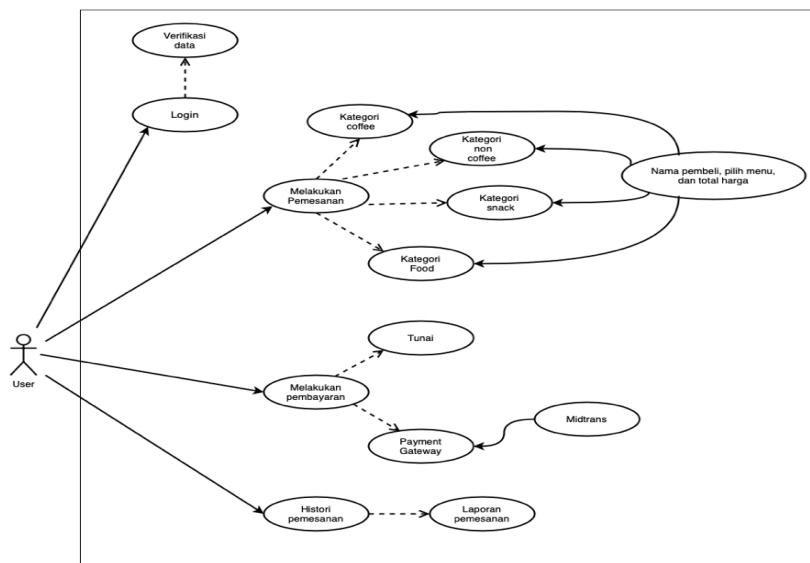 Verifikasi
data
Login
Kategori
coffee
Kategori
non
coffee
Nama pembeli, pilih menu,
dan total harga
Melakukan
Pemesanan
Kategori
snack
Kategori
Food
Tunai
User
Melakukan
pembayaran
Midtrans
Payment
Gateway
Histori
pemesanan
Laporan
pemesanan